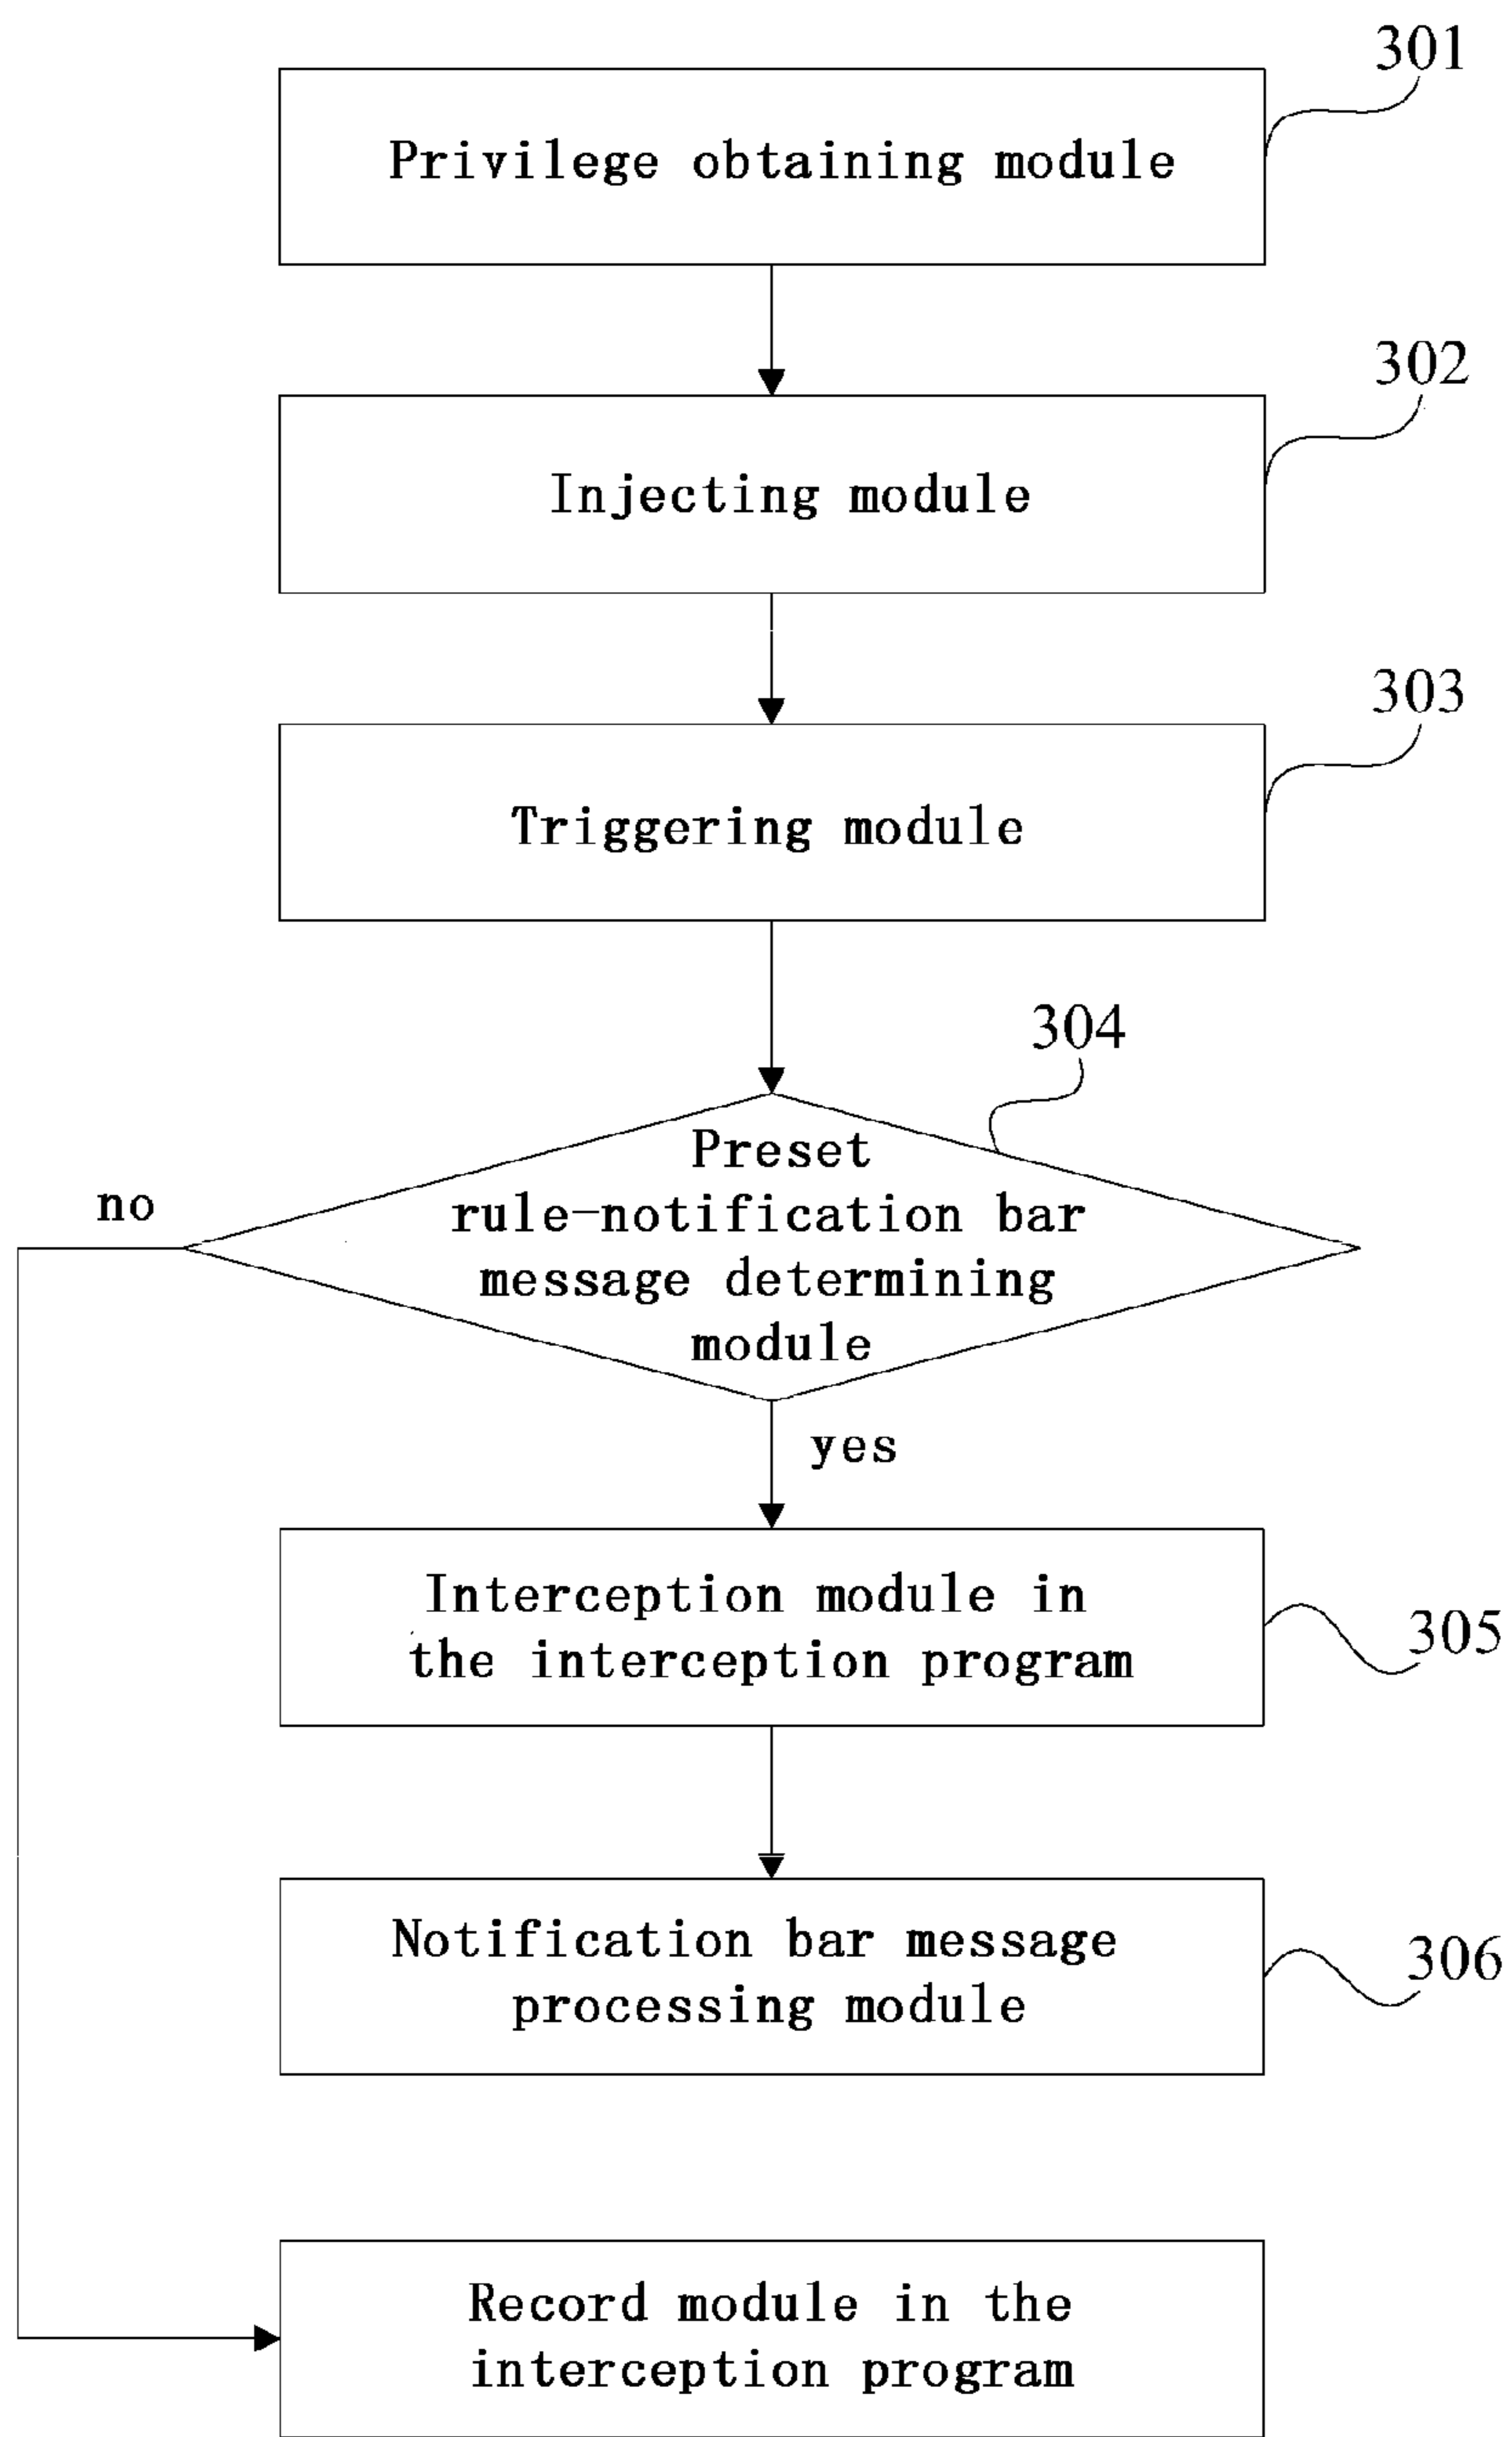 301
Privilege obtaining module
302
Injecting module
303
Triggering module
304
Preset
rule-notification bar
message determining
module
no
yes
Interception module in
the interception program
305
Notification bar message
processing module
306
Record module in the
interception program